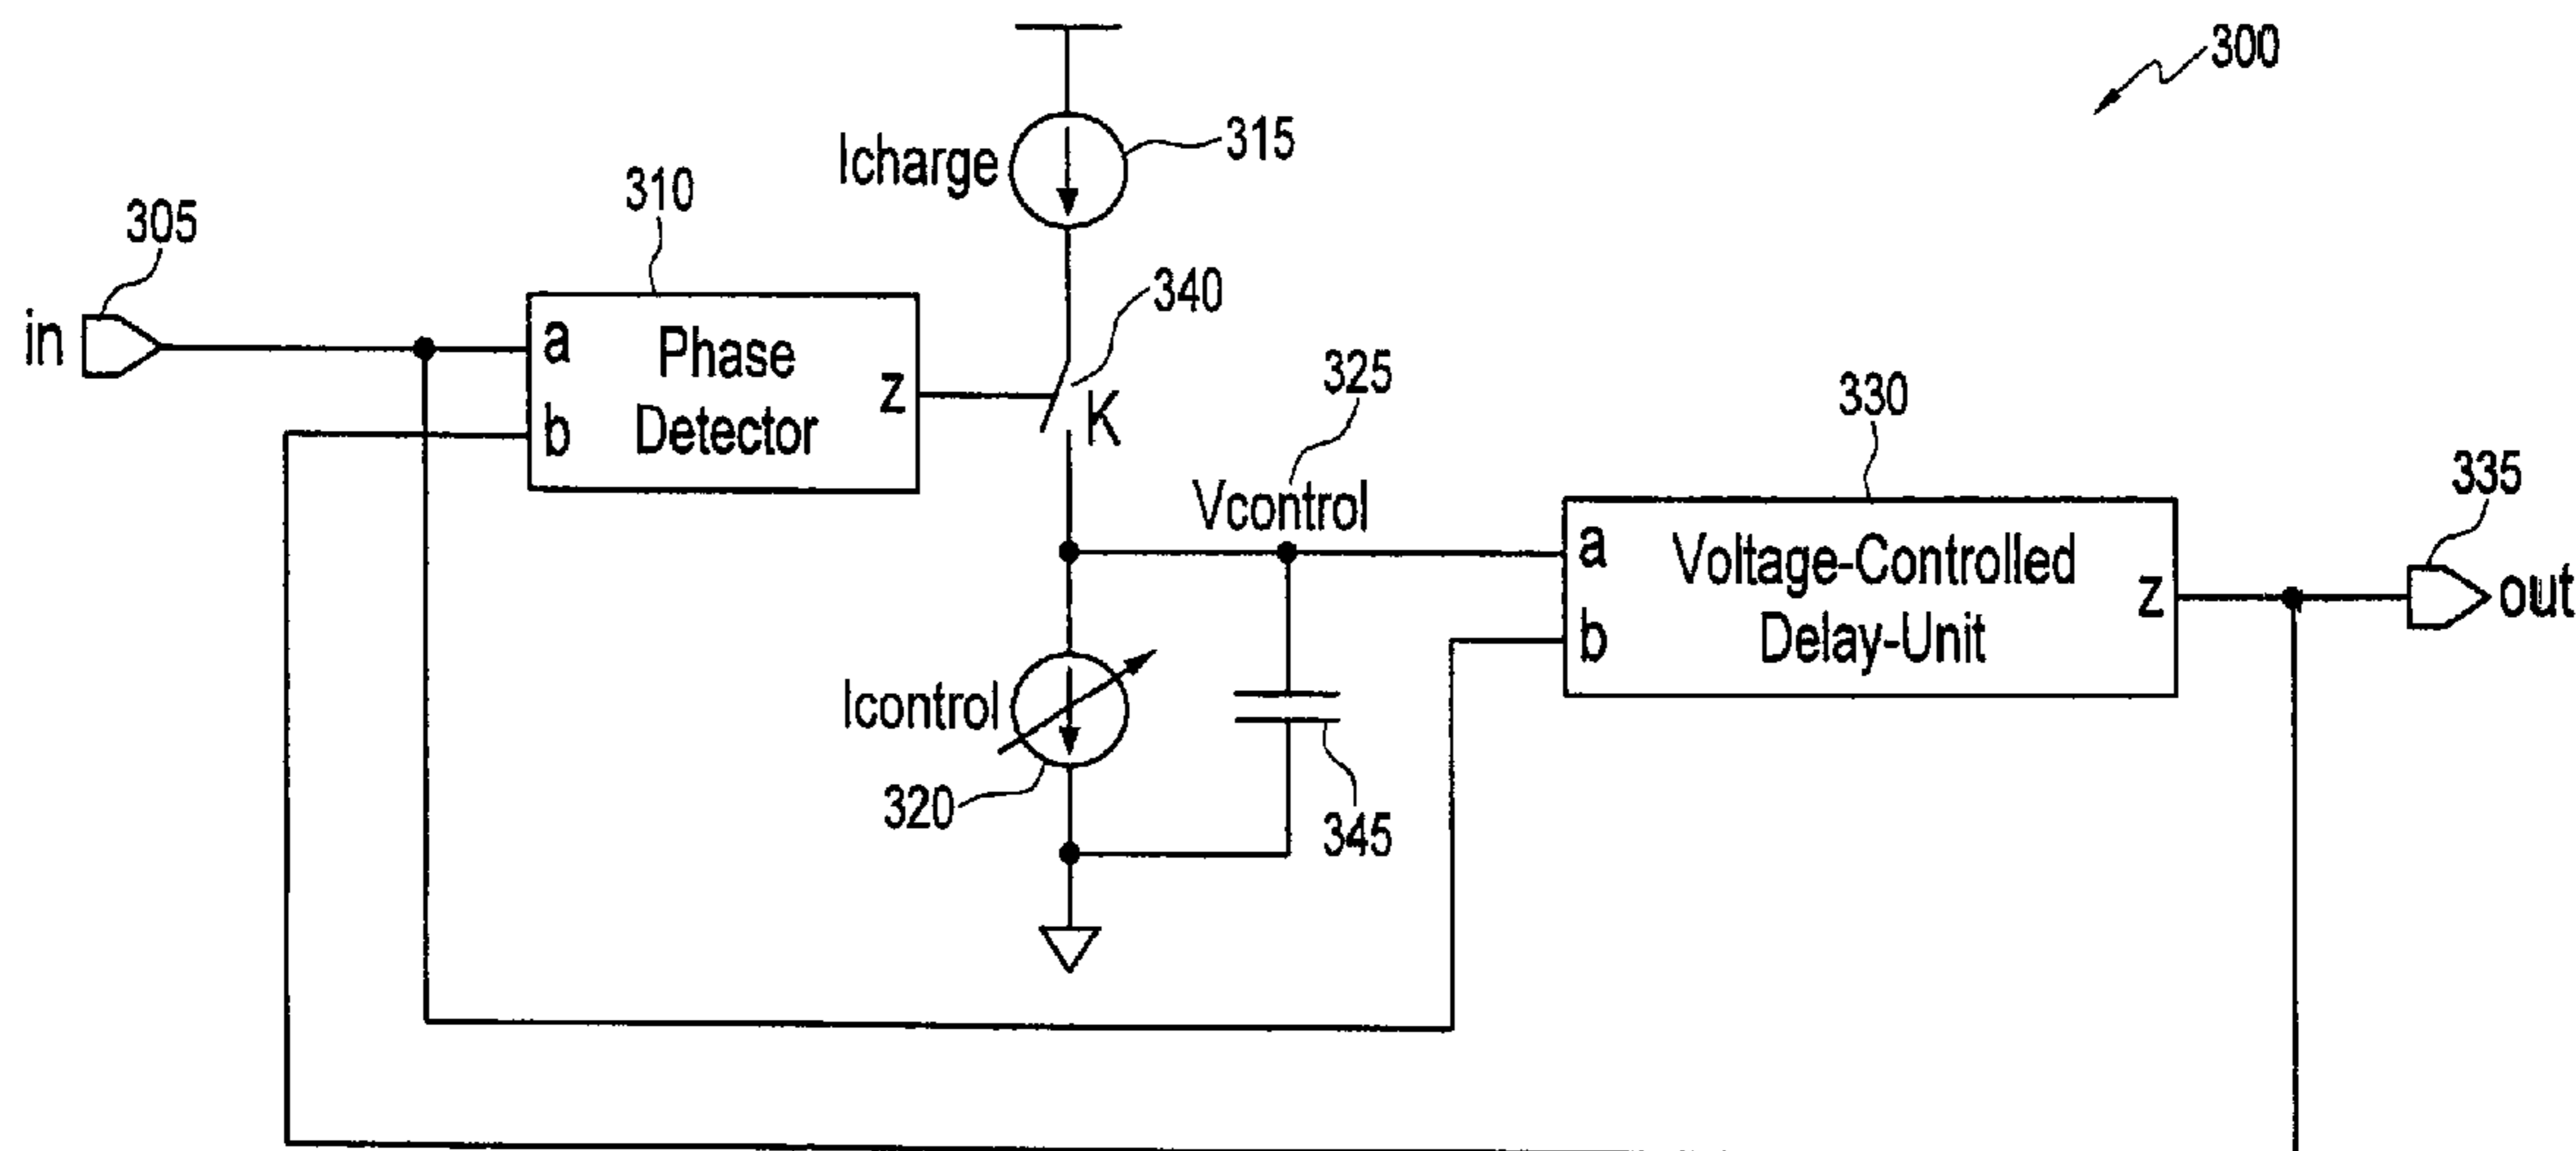 300
Icharge
315
310
305
in
a
Phase
Detector
b
z
340
K
325
Vcontrol
330
335
a
Voltage-Controlled
Delay-Unit
b
z
out
Icontrol
320
345